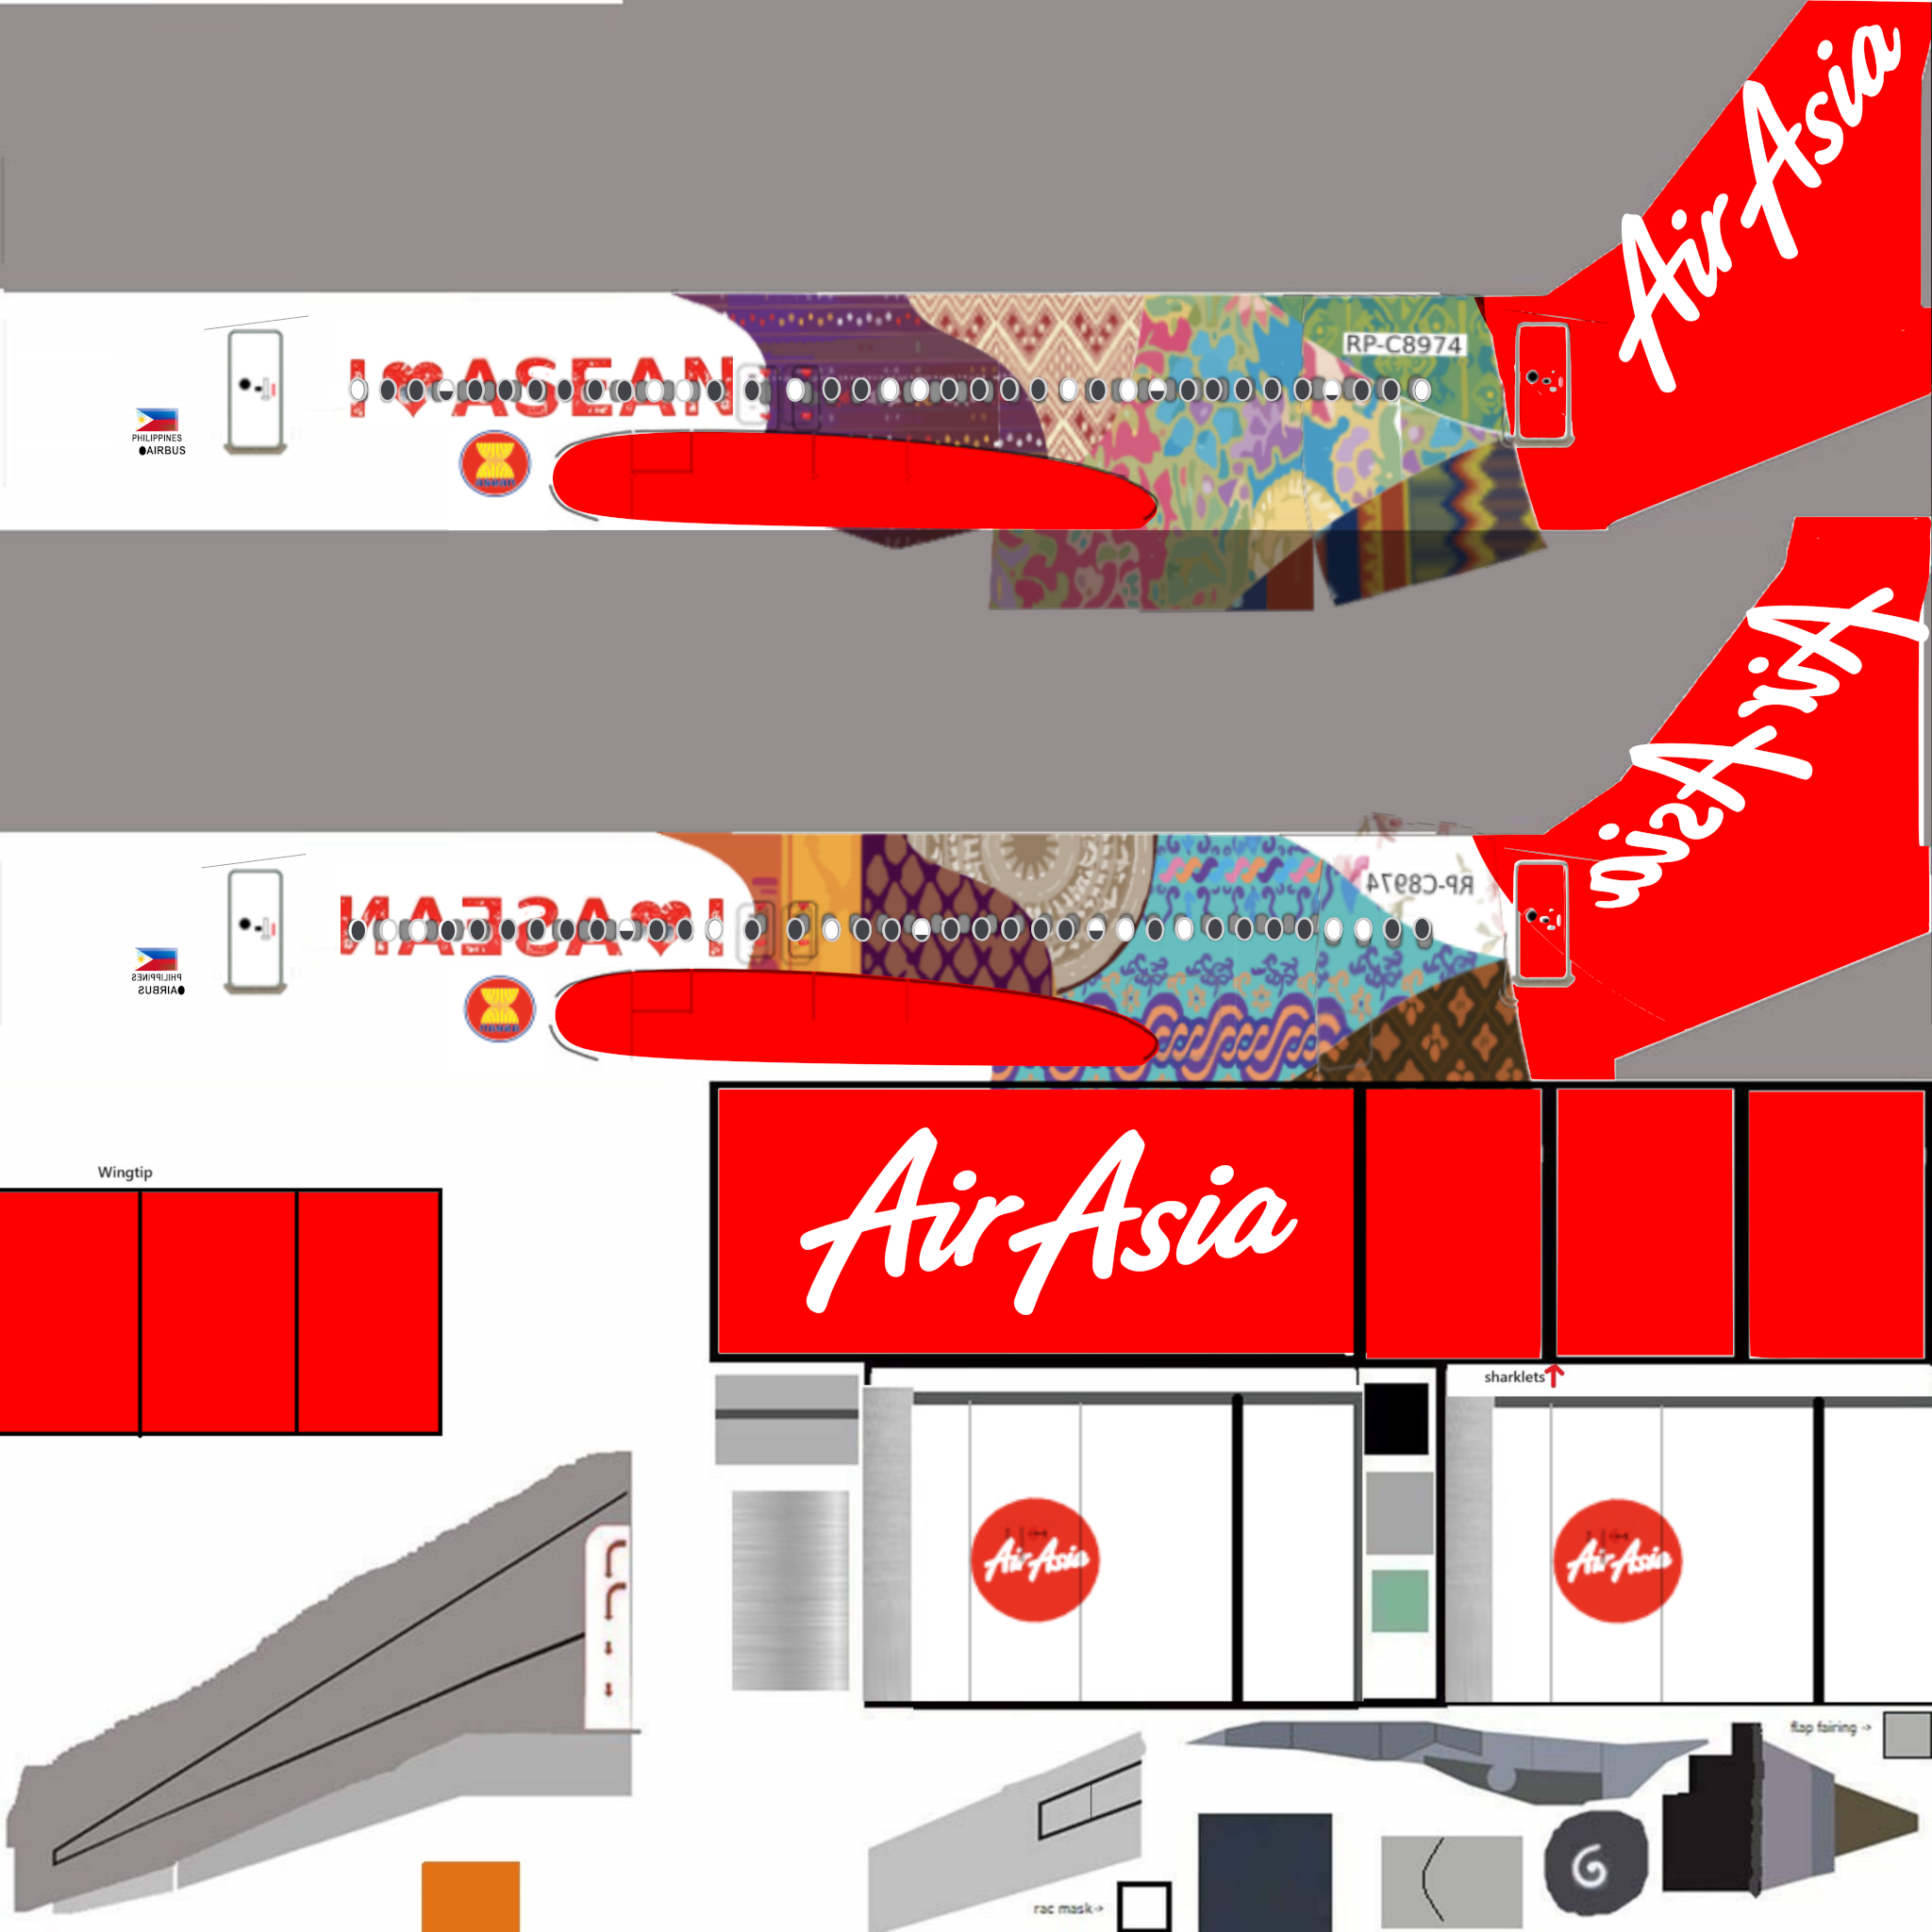 AirAsia
RP-C8974
I❤ASEAN
PHILIPPINES
AIRBUS
AirAsia
RP-C8974
I❤ASEAN
PHILIPPINES
AIRBUS
Wingtip
AirAsia
sharklets
AirAsia
AirAsia
flap fairing ->
rac mask->